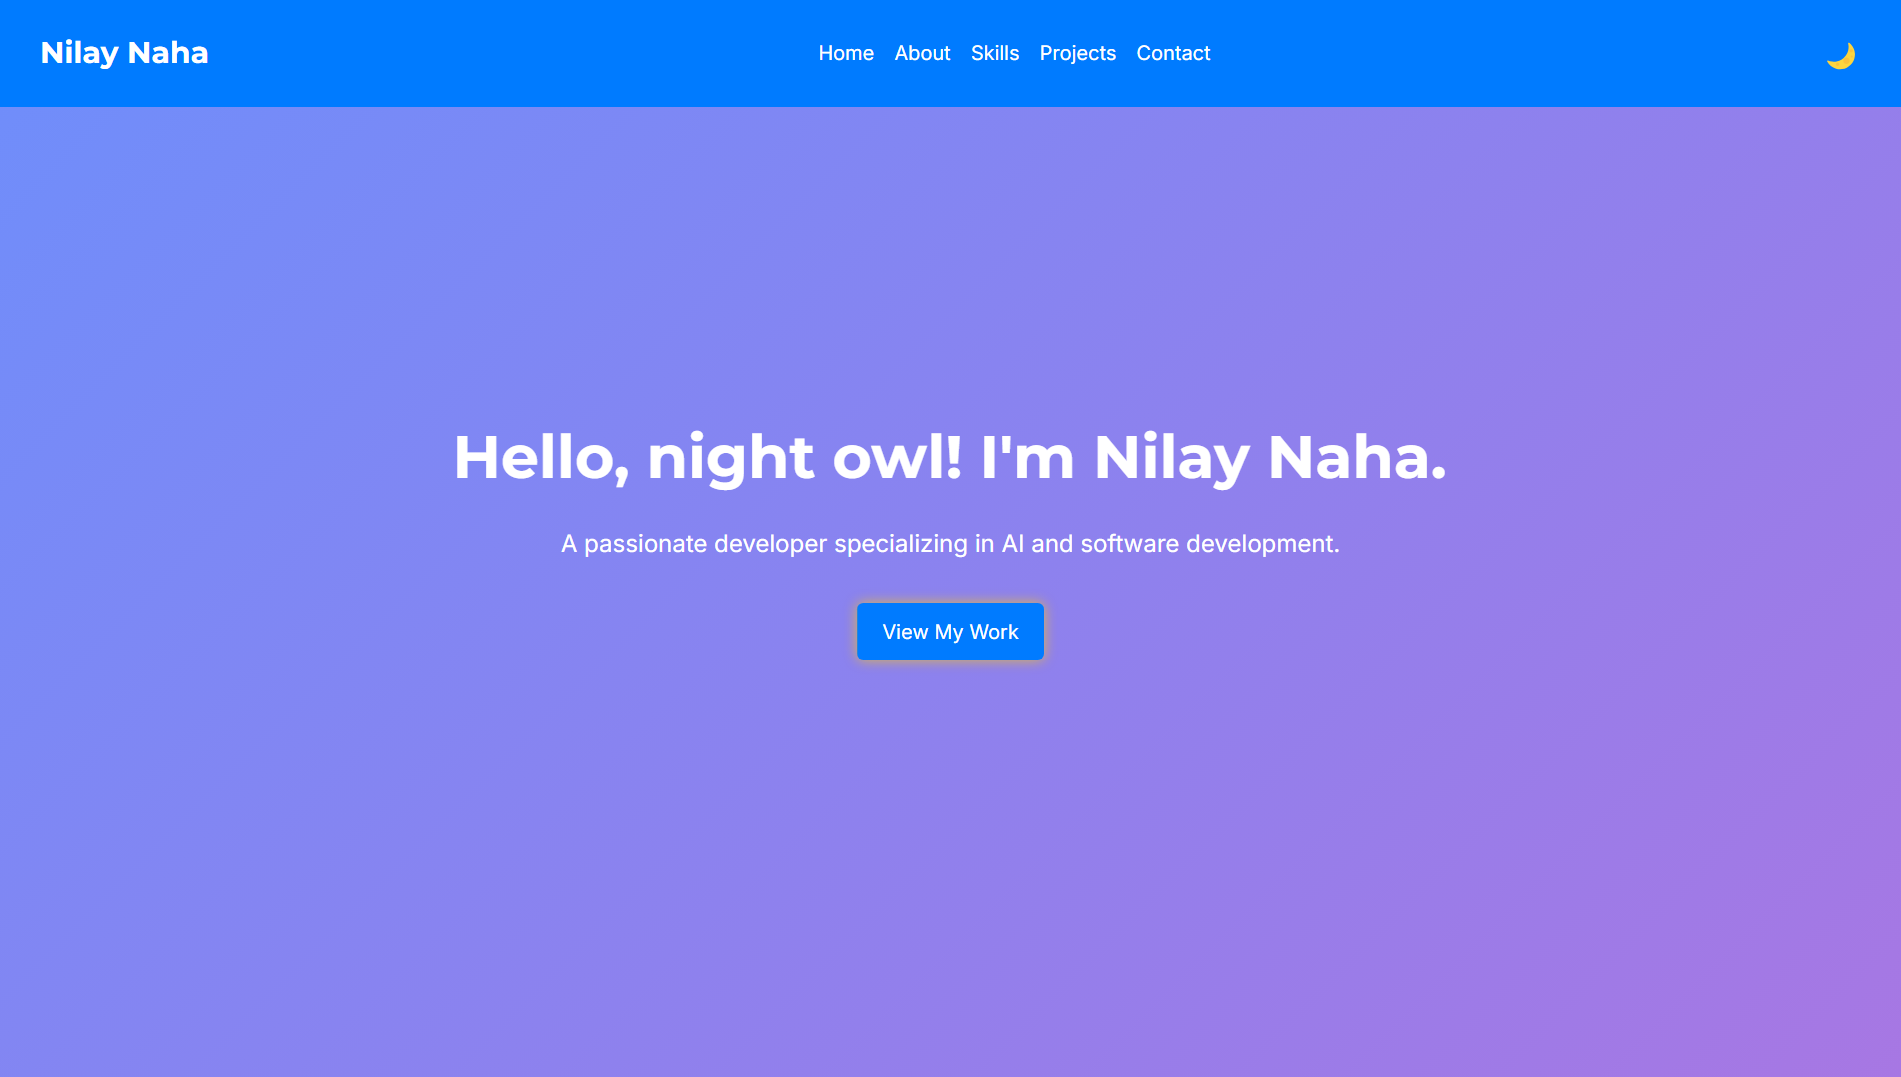 Nilay Naha
Home About Skills Projects Contact
Hello, night owl! I'm Nilay Naha.
A passionate developer specializing in AI and software development.
View My Work